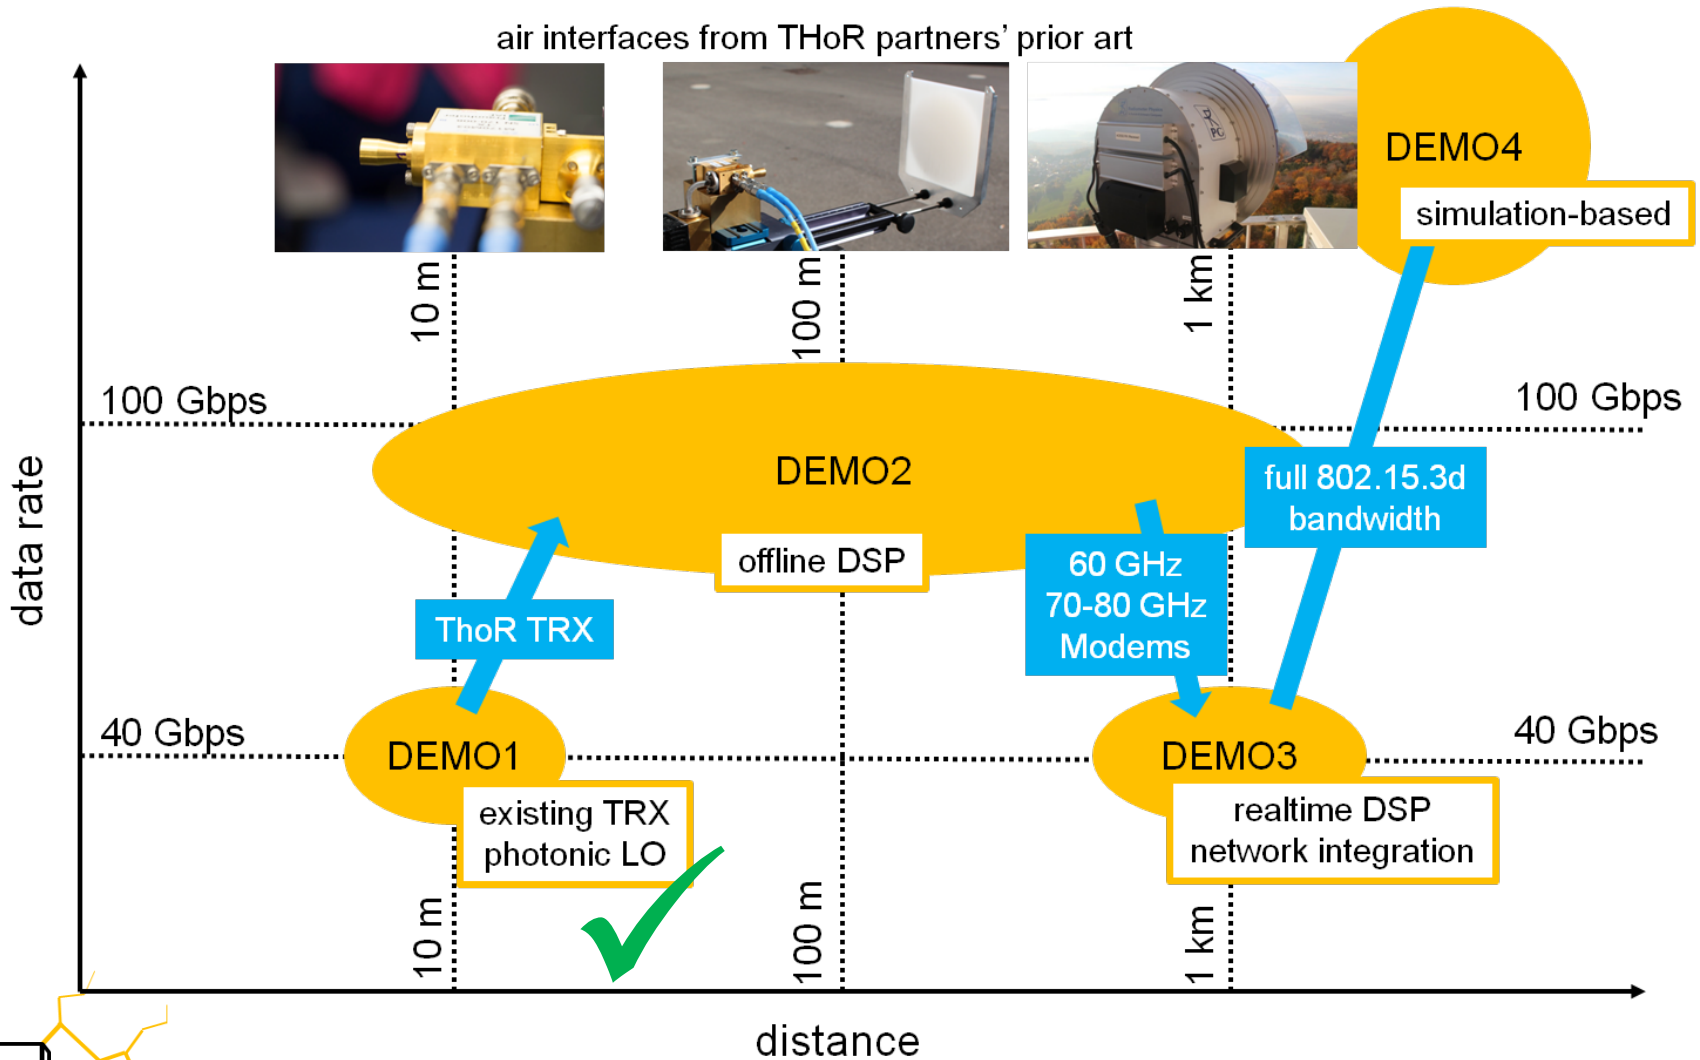 air interfaces from THoR partners' prior art
PG
DEMO4
simulation-based
10 m
100 m
1 km
100 Gbps
100 Gbps
data rate
DEMO2
full 802.15.3d
bandwidth
offline DSP
60 GHz
70-80 GHz
Modems
ThoR TRX
40 Gbps
40 Gbps
DEMO1
DEMO3
existing TRX
photonic LO
realtime DSP
network integration
10 m
100 m
1 km
distance